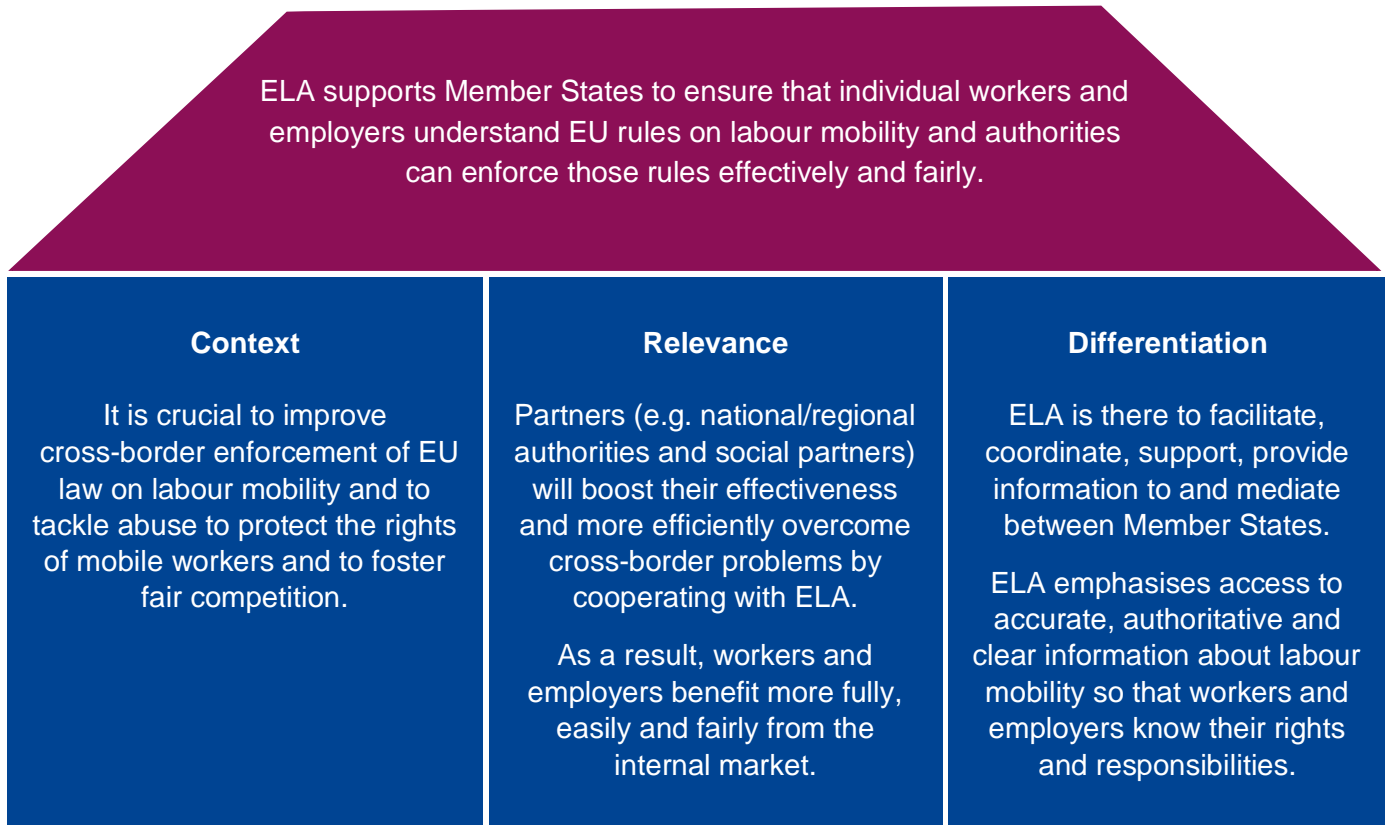 ELA supports Member States to ensure that individual workers and
employers understand EU rules on labour mobility and authorities
can enforce those rules effectively and fairly.
Context
It is crucial to improve
cross-border enforcement of EU
law on labour mobility and to
tackle abuse to protect the rights
of mobile workers and to foster
fair competition.
Relevance
Partners (e.g. national/regional
authorities and social partners)
will boost their effectiveness
and more efficiently overcome
cross-border problems by
cooperating with ELA.
As a result, workers and
employers benefit more fully,
easily and fairly from the
internal market.
Differentiation
ELA is there to facilitate,
coordinate, support, provide
information to and mediate
between Member States.
ELA emphasises access to
accurate, authoritative and
clear information about labour
mobility so that workers and
employers know their rights
and responsibilities.